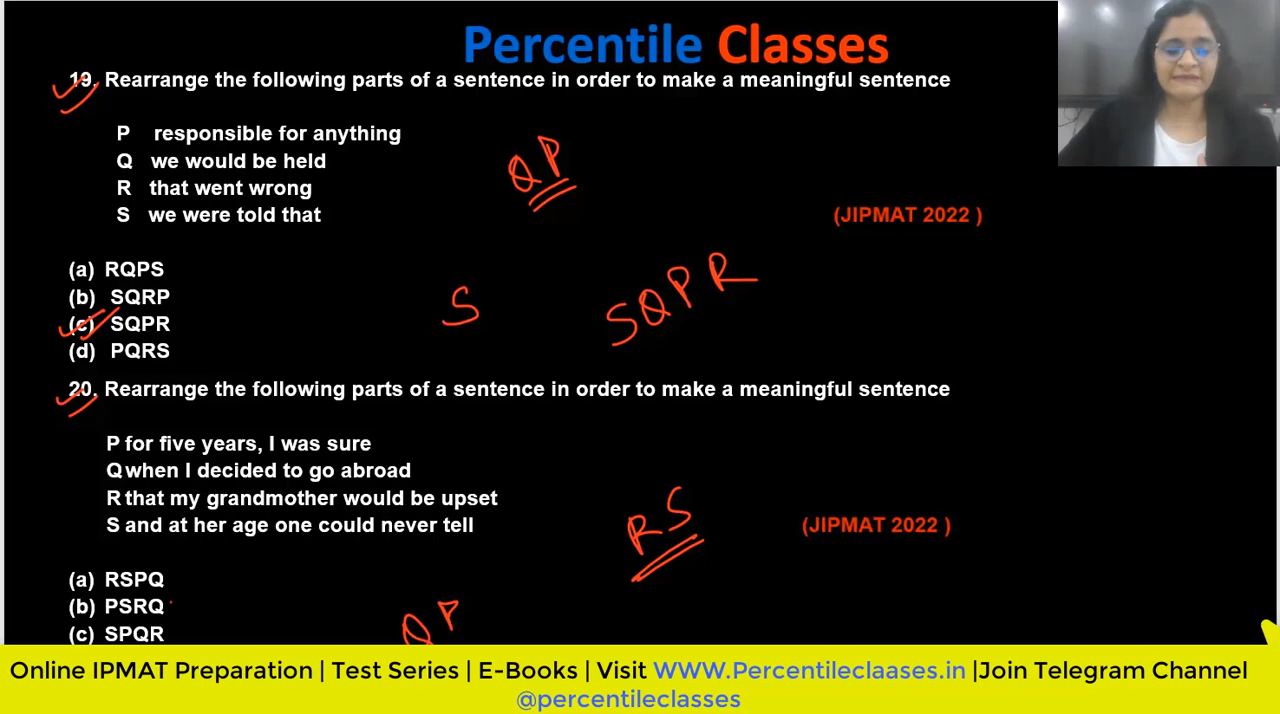 Percentile Classes
19. Rearrange the following parts of a sentence in order to make a meaningful sentence
P responsible for anything
Q we would be held
R that went wrong
S we were told that
QP
(JIPMAT 2022 )
(a) RQPS
(b) SQRP
(c) SQPR
(d) PQRS
S
SQPR
20. Rearrange the following parts of a sentence in order to make a meaningful sentence
P for five years, I was sure
Q when I decided to go abroad
R that my grandmother would be upset
S and at her age one could never tell
RS
(JIPMAT 2022 )
(a) RSPQ
(b) PSRQ
(c) SPQR
QP
Online IPMAT Preparation | Test Series | E-Books | Visit WWW.Percentileclaases.in |Join Telegram Channel
@percentileclasses